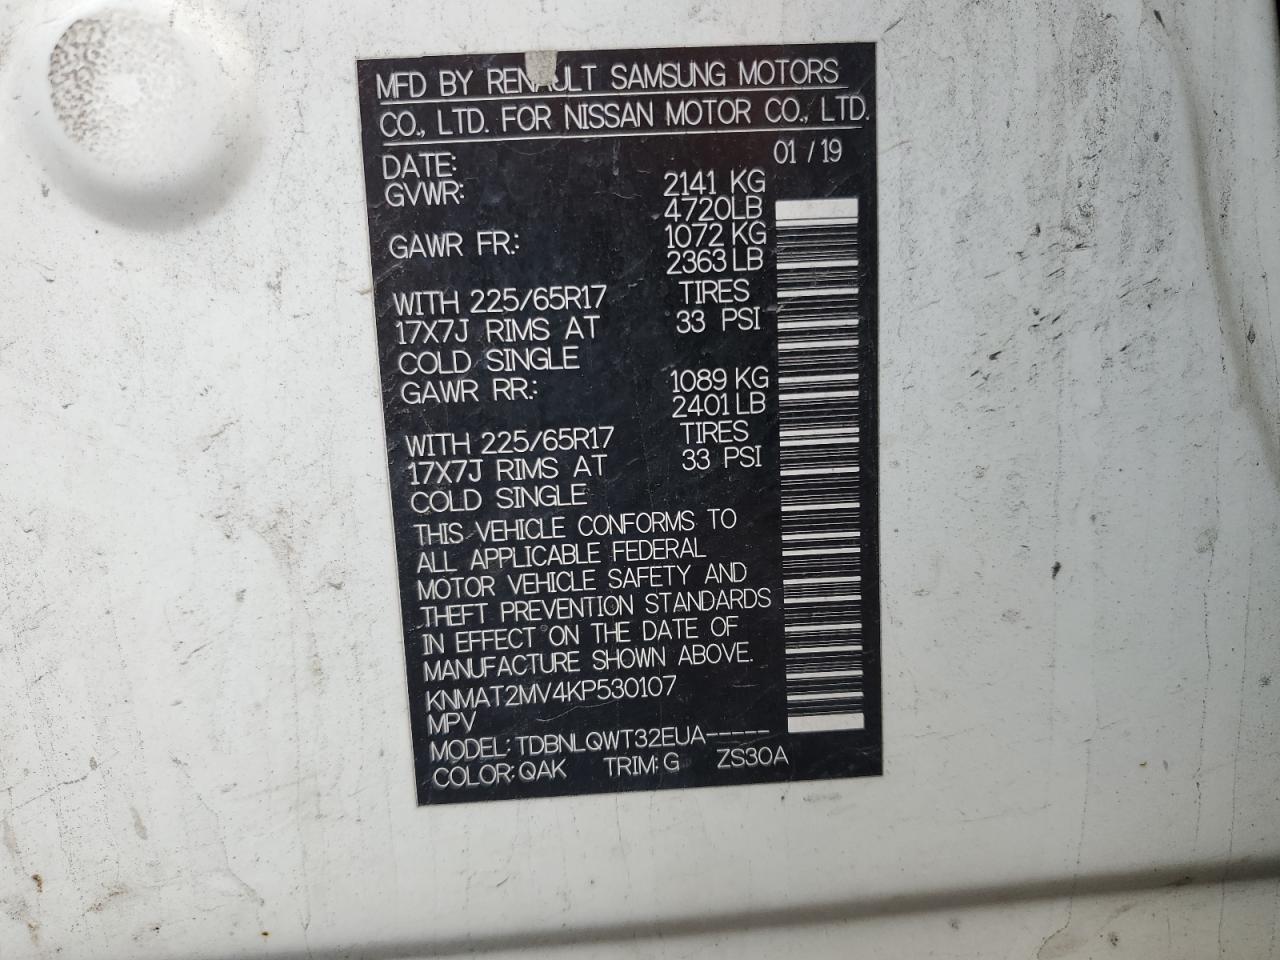 MFD BY RENAULT SAMSUNG MOTORS
CO., LTD. FOR NISSAN MOTOR CO., LTD.
DATE: 01 / 19
GVWR: 2141 KG
4720LB
GAWR FR.: 1072 KG
2363 LB
WITH 225/65R17 TIRES
17X7J RIMS AT 33 PSI
COLD SINGLE
GAWR RR.: 1089 KG
2401 LB
WITH 225/65R17 TIRES
17X7J RIMS AT 33 PSI
COLD SINGLE
THIS VEHICLE CONFORMS TO
ALL APPLICABLE FEDERAL
MOTOR VEHICLE SAFETY AND
THEFT PREVENTION STANDARDS
IN EFFECT ON THE DATE OF
MANUFACTURE SHOWN ABOVE.
KNMAT2MV4KP530107
MPV
MODEL: TDBNLQWT32EUA-----
COLOR: QAK TRIM: G ZS30A